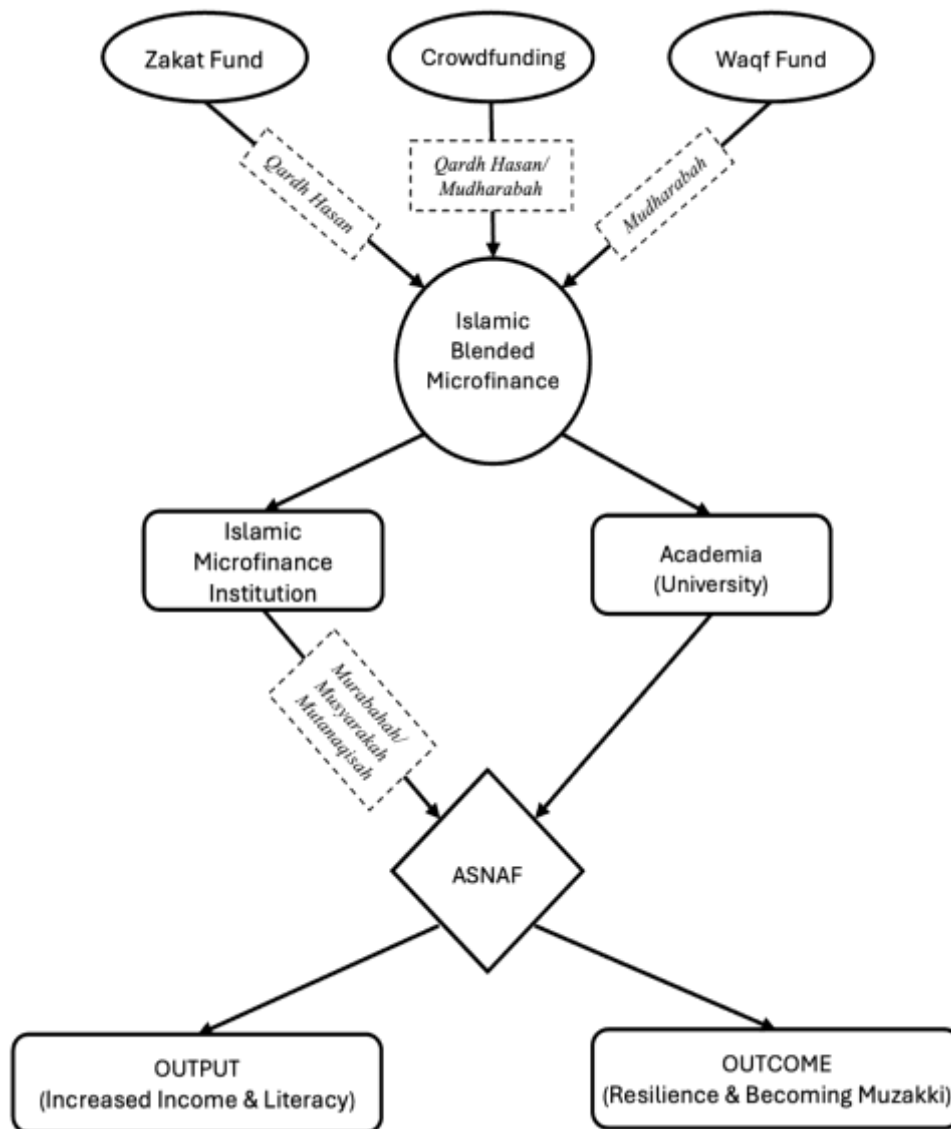 Zakat Fund
Crowdfunding
Waqf Fund
Qardh Hasan
Qardh Hasan/
Mudharabah
Mudharabah
Islamic
Blended
Microfinance
Islamic
Microfinance
Institution
Academia
(University)
Murabahah/
Musyarakah
Mutanaqisah
ASNAF
OUTPUT
(Increased Income & Literacy)
OUTCOME
(Resilience & Becoming Muzakki)